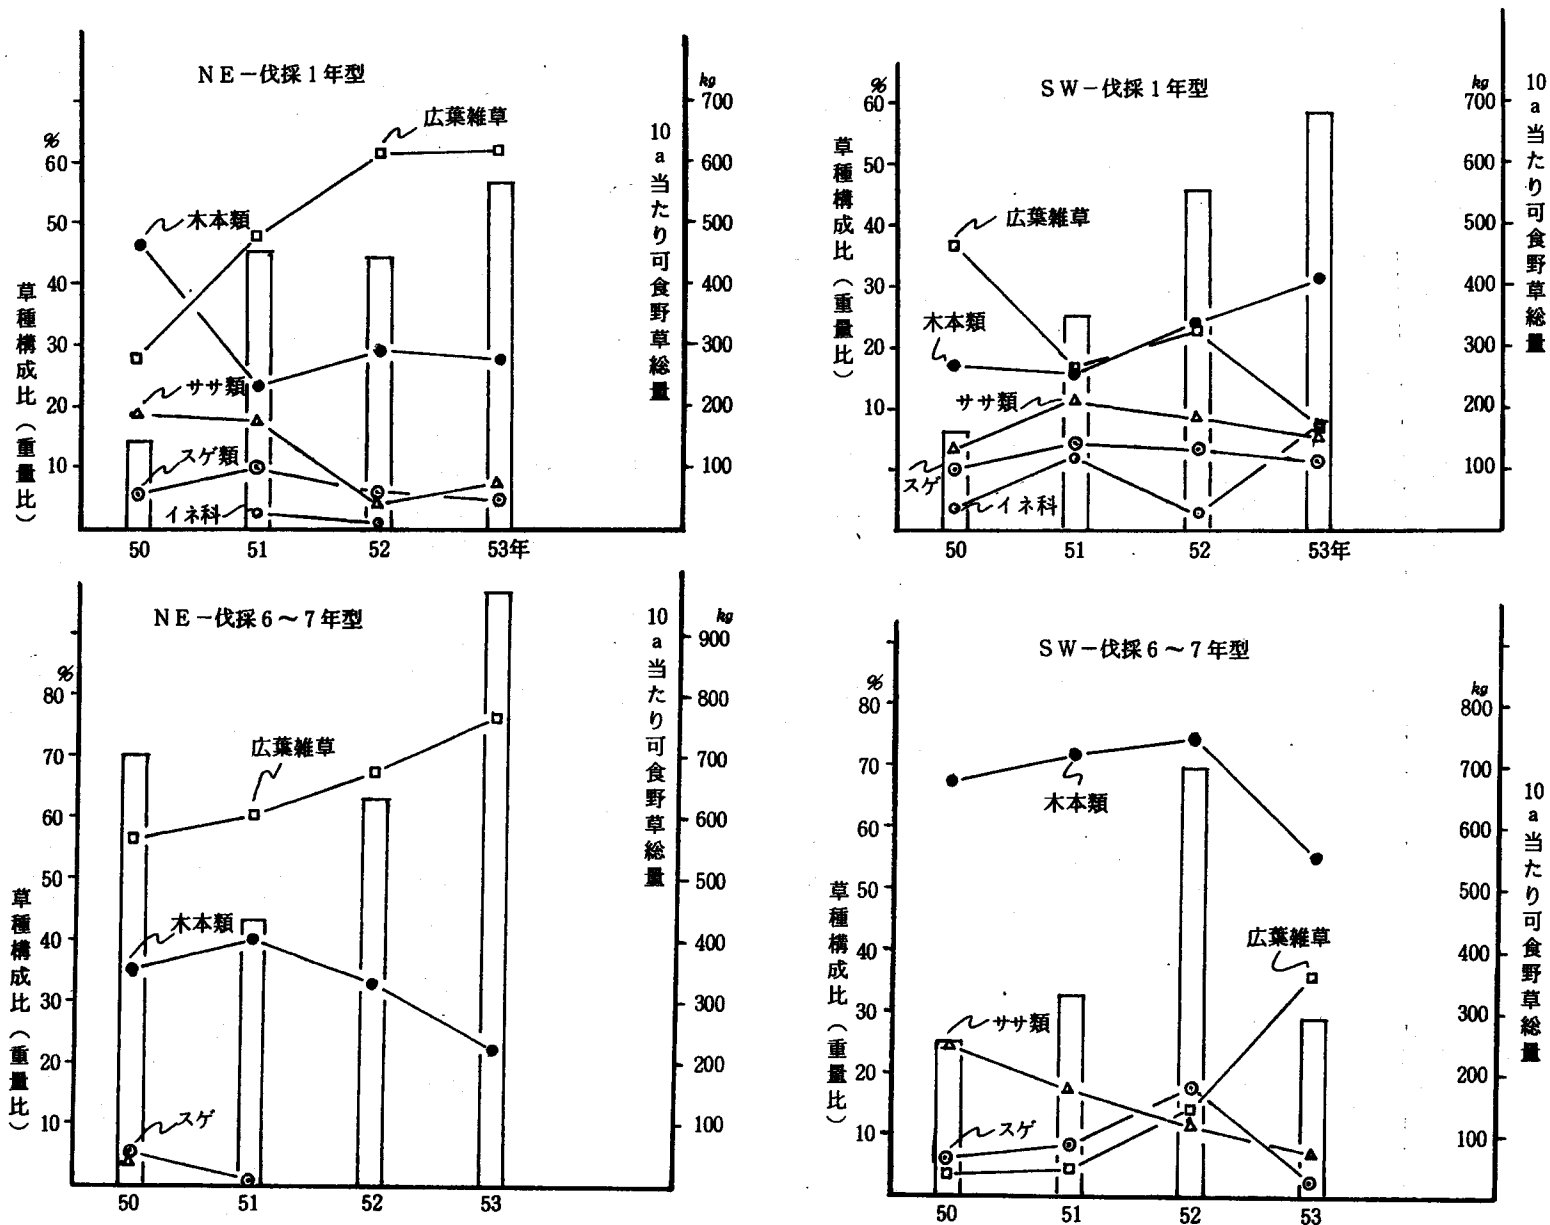 NE－伐採1年型
%
60
50
40
30
20
10
草種構成比（重量比）
広葉雑草
木本類
ササ類
スゲ類
イネ科
50
51
52
53年
kg
700
600
500
400
300
200
100
10a当たり可食野草総量
SW－伐採1年型
%
60
50
40
30
20
10
草種構成比（重量比）
広葉雑草
木本類
ササ類
スゲ
イネ科
50
51
52
53年
kg
700
600
500
400
300
200
100
10a当たり可食野草総量
NE－伐採6～7年型
%
80
70
60
50
40
30
20
10
草種構成比（重量比）
広葉雑草
木本類
スゲ
50
51
52
53
kg
900
800
700
600
500
400
300
200
100
10a当たり可食野草総量
SW－伐採6～7年型
%
80
70
60
50
40
30
20
10
草種構成比（重量比）
木本類
広葉雑草
ササ類
スゲ
50
51
52
53
kg
800
700
600
500
400
300
200
100
10a当たり可食野草総量